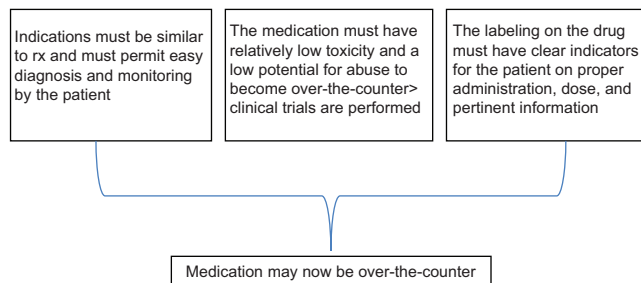 Indications must be similar
to rx and must permit easy
diagnosis and monitoring
by the patient
The medication must have
relatively low toxicity and a
low potential for abuse to
become over-the-counter>
clinical trials are performed
The labeling on the drug
must have clear indicators
for the patient on proper
administration, dose, and
pertinent information
Medication may now be over-the-counter